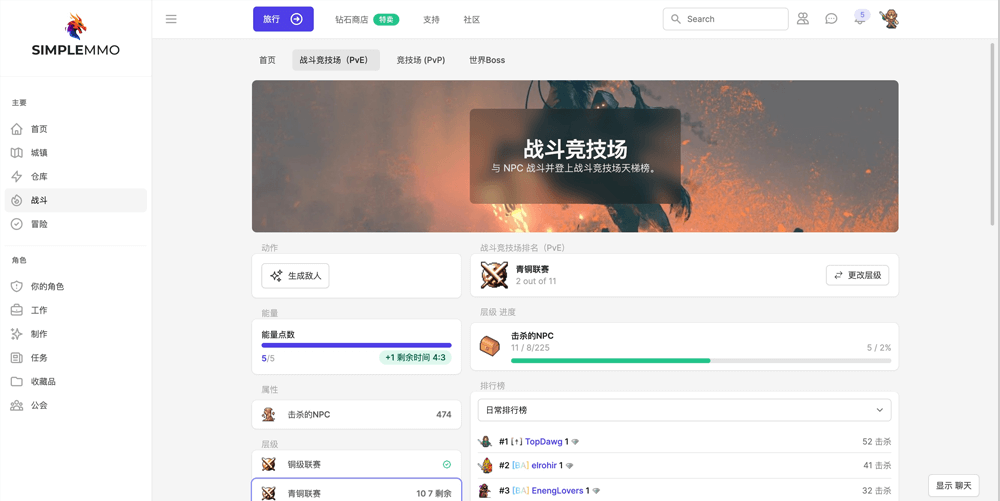 SIMPLEMMO
主要
首页
城镇
仓库
战斗
冒险
角色
你的角色
工作
制作
任务
收藏品
公会
旅行
钻石商店 特卖
支持
社区
Search
5
首页
战斗竞技场（PvE）
竞技场 (PvP)
世界Boss
战斗竞技场
与 NPC 战斗并登上战斗竞技场天梯榜。
动作
生成敌人
能量
能量点数
5/5
+1 剩余时间 4:3
属性
击杀的NPC 474
层级
铜级联赛
青铜联赛 10 7 剩余
战斗竞技场排名（PvE）
青铜联赛
2 out of 11
更改层级
层级 进度
击杀的NPC
11 / 8/225 5 / 2%
排行榜
日常排行榜
#1 [☨] TopDawg 1 52 击杀
#2 [BA] elrohir 1 41 击杀
#3 [BA] EnengLovers 1 32 击杀
显示 聊天